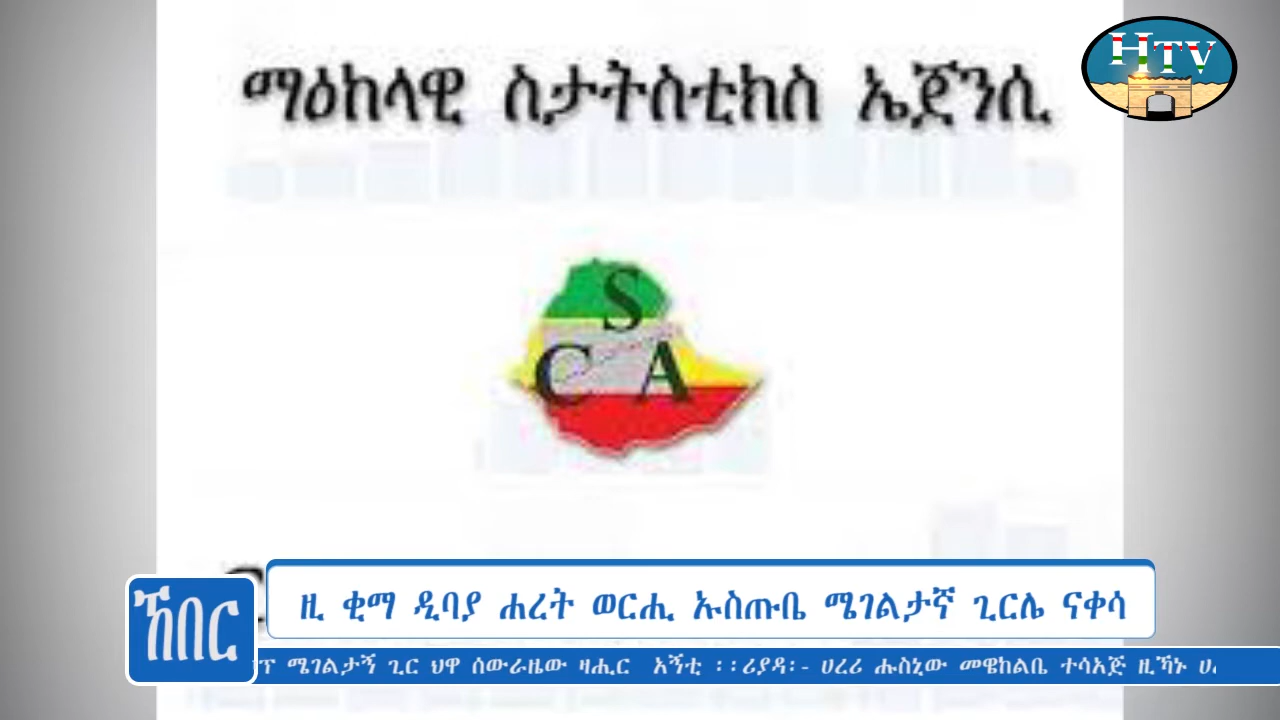 HTV
ማዕከላዊ ስታትስቲክስ ኤጀንሲ
S
C A
ዚ ቂማ ዲባያ ሐረት ወርሒ ኡስጡቤ ሜገልታኛ ጊርሌ ናቀሳ
ኸበር
ሜገልታኝ ጊር ህዋ ሰውራዜው ዛሒር አኝቲ ፡፡ሪያዳ፡- ሀረሪ ሑስኒው መዌከልቤ ተሳአጅ ዚኻኑ